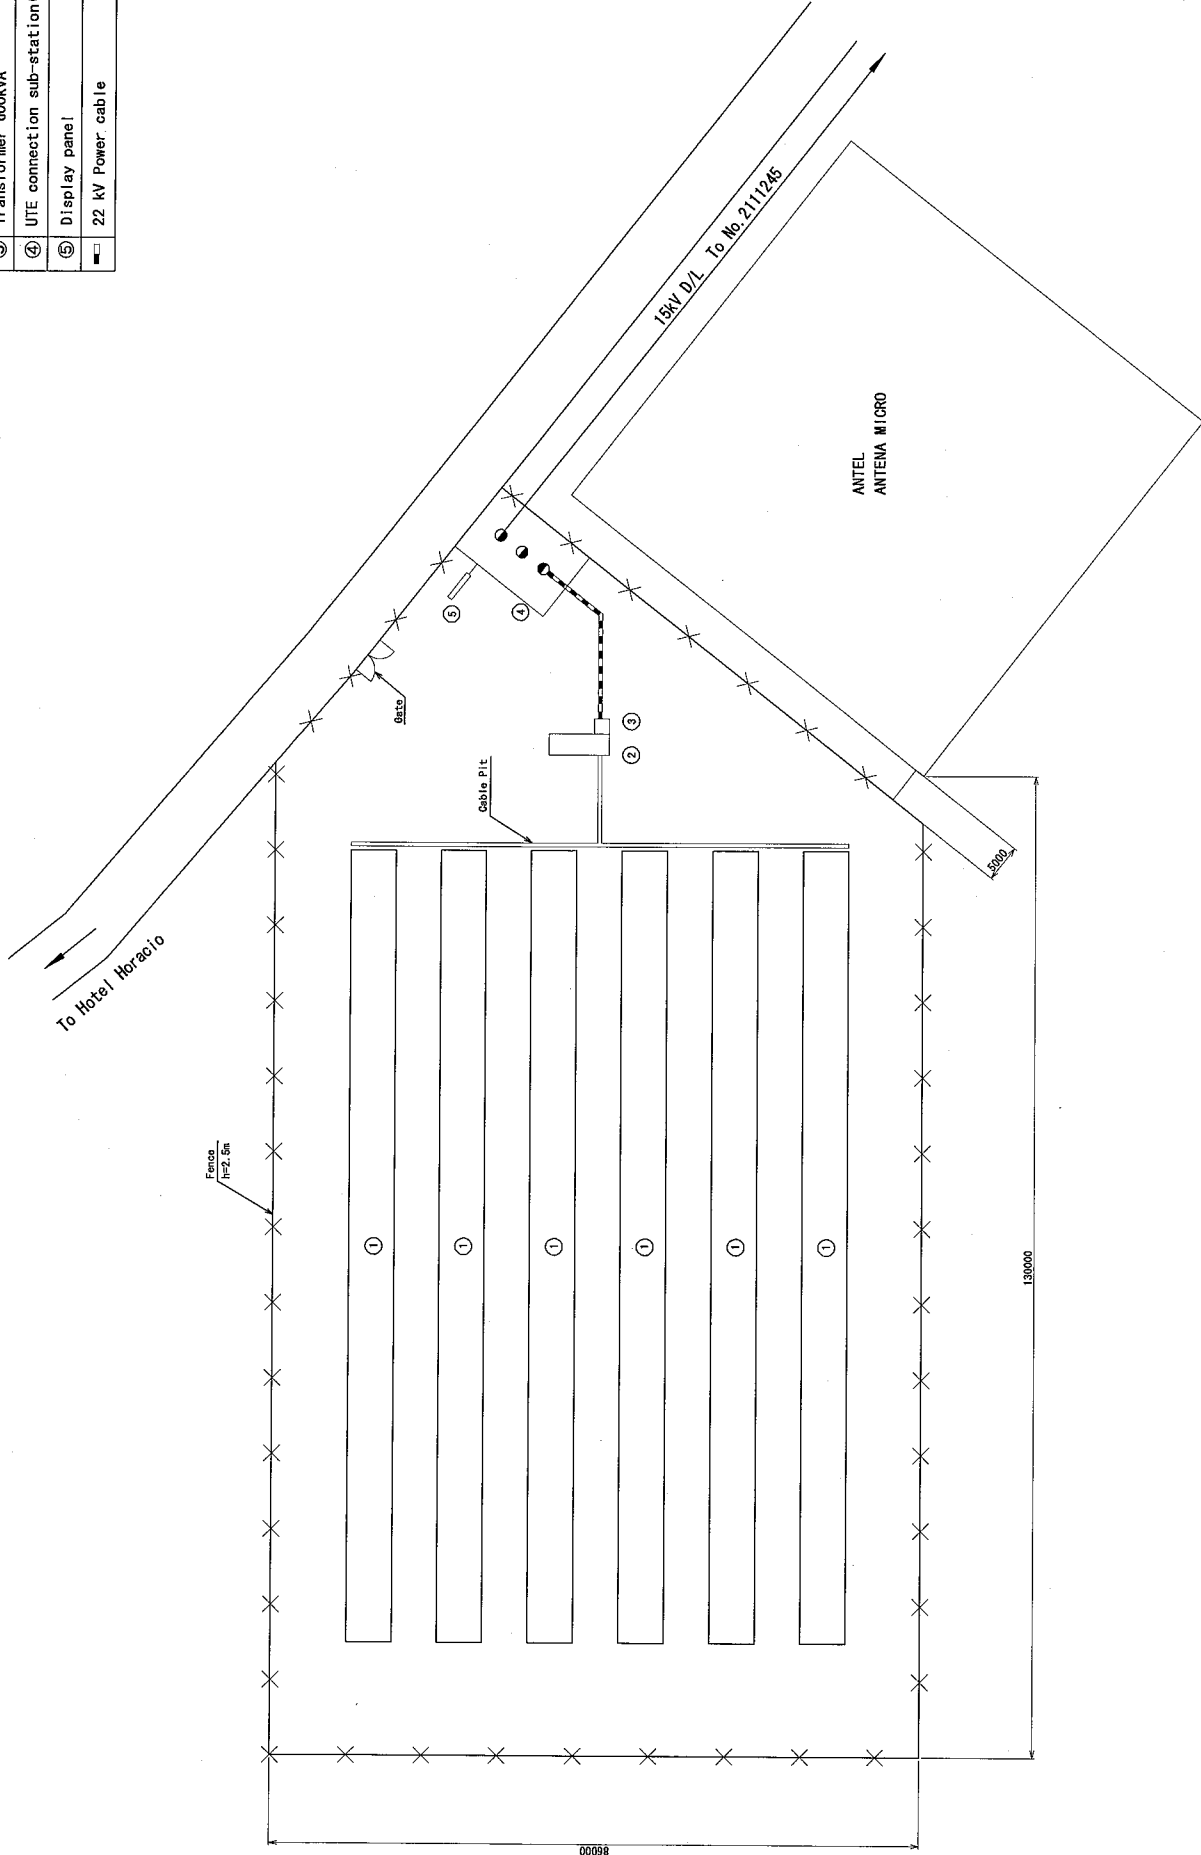 ③ Transformer 600kVA
④ UTE connection sub-station
⑤ Display panel
22 kV Power cable
15kV D/L To No.2111245
ANTEL
ANTENA MICRO
⑤
④
Gate
③
②
Cable Pit
5000
To Hotel Horacio
Fence
h=2.5m
①
①
①
①
①
①
130000
86000